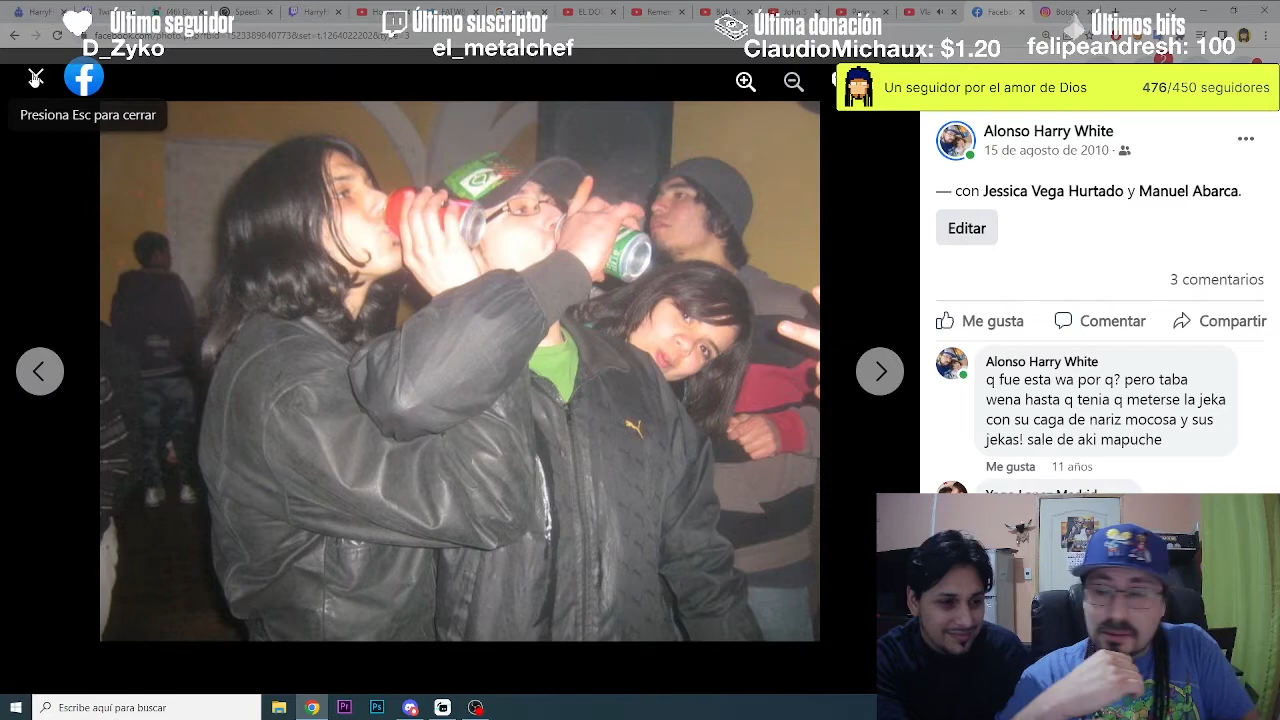 Último seguidor
D_Zyko
Último suscriptor
el_metalchef
Última donación
ClaudioMichaux: $1.20
Últimos bits
felipeandresh: 100
Un seguidor por el amor de Dios
476/450 seguidores
Presiona Esc para cerrar
Alonso Harry White
15 de agosto de 2010
— con Jessica Vega Hurtado y Manuel Abarca.
Editar
3 comentarios
Me gusta
Comentar
Compartir
Alonso Harry White
q fue esta wa por q? pero taba
wena hasta q tenia q meterse la jeka
con su caga de nariz mocosa y sus
jekas! sale de aki mapuche
Me gusta 11 años
Escribe aquí para buscar